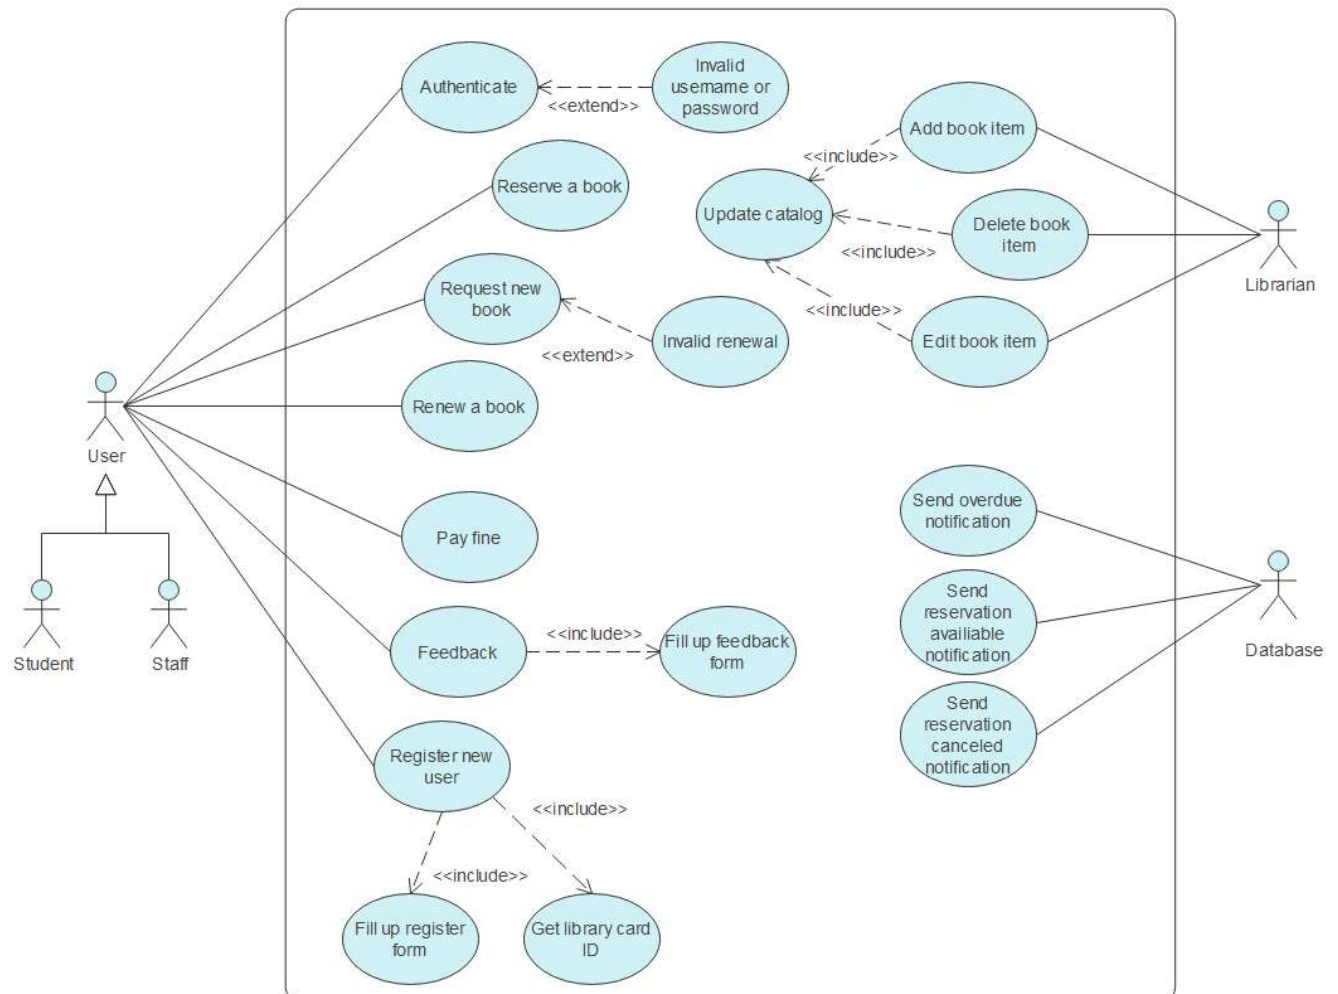 Authenticate
<<extend>>
Invalid
username or
password
Reserve a book
Request new
book
<<extend>>
Invalid renewal
Renew a book
Pay fine
Feedback
<<include>>
Fill up feedback
form
Register new
user
<<include>>
<<include>>
Fill up register
form
Get library card
ID
User
Student
Staff
Update catalog
<<include>>
Add book item
<<include>>
Delete book
item
<<include>>
Edit book item
Librarian
Send overdue
notification
Send
reservation
availiable
notification
Send
reservation
canceled
notification
Database